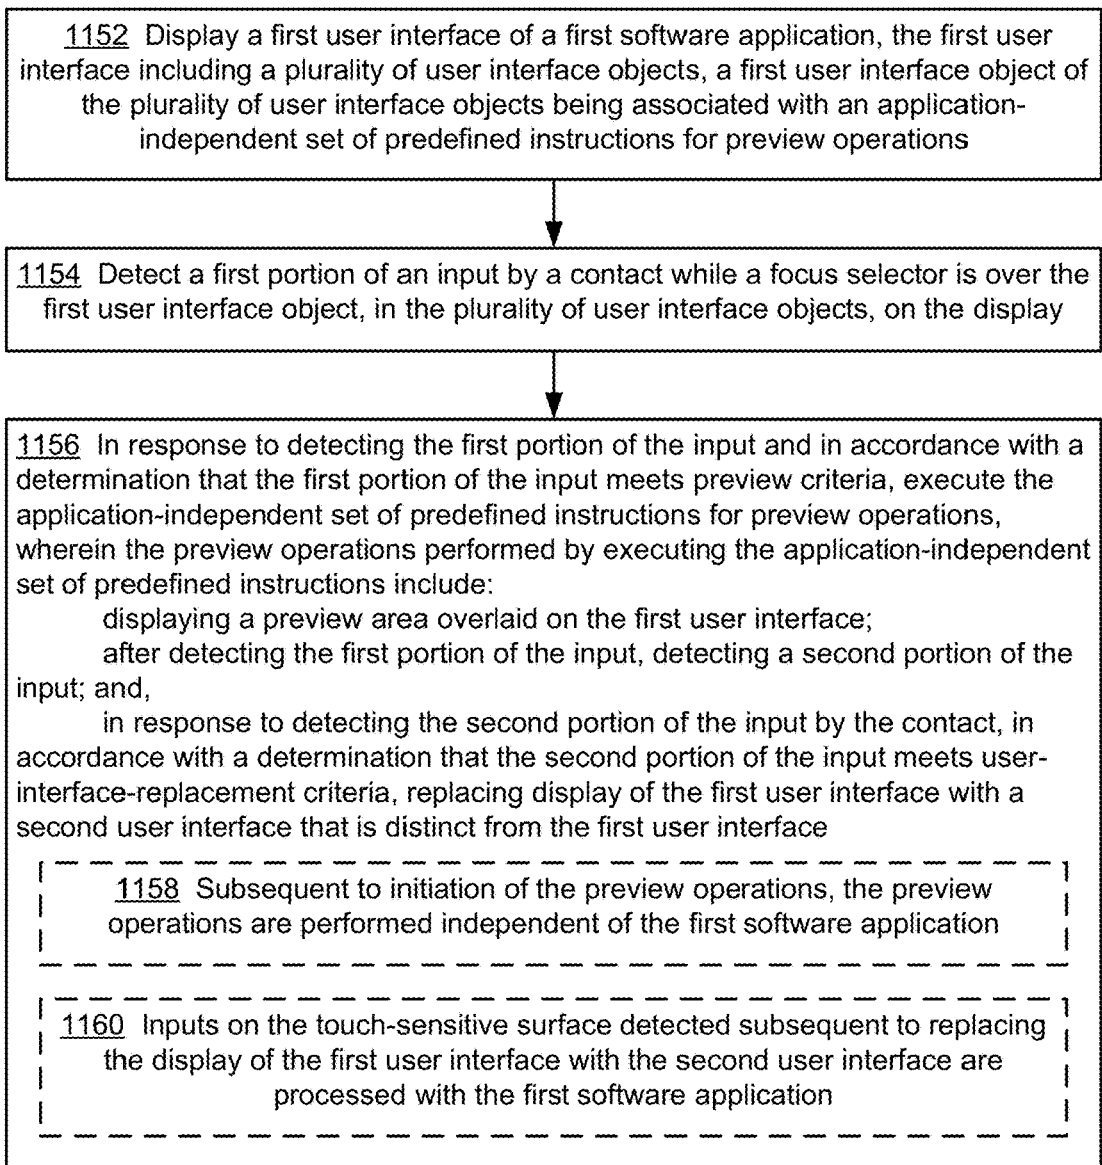 1152 Display a first user interface of a first software application, the first user
interface including a plurality of user interface objects, a first user interface object of
the plurality of user interface objects being associated with an application-
independent set of predefined instructions for preview operations
1154 Detect a first portion of an input by a contact while a focus selector is over the
first user interface object, in the plurality of user interface objects, on the display
1156 In response to detecting the first portion of the input and in accordance with a
determination that the first portion of the input meets preview criteria, execute the
application-independent set of predefined instructions for preview operations,
wherein the preview operations performed by executing the application-independent
set of predefined instructions include:
displaying a preview area overlaid on the first user interface;
after detecting the first portion of the input, detecting a second portion of the
input; and,
in response to detecting the second portion of the input by the contact, in
accordance with a determination that the second portion of the input meets user-
interface-replacement criteria, replacing display of the first user interface with a
second user interface that is distinct from the first user interface
1158 Subsequent to initiation of the preview operations, the preview
operations are performed independent of the first software application
1160 Inputs on the touch-sensitive surface detected subsequent to replacing
the display of the first user interface with the second user interface are
processed with the first software application